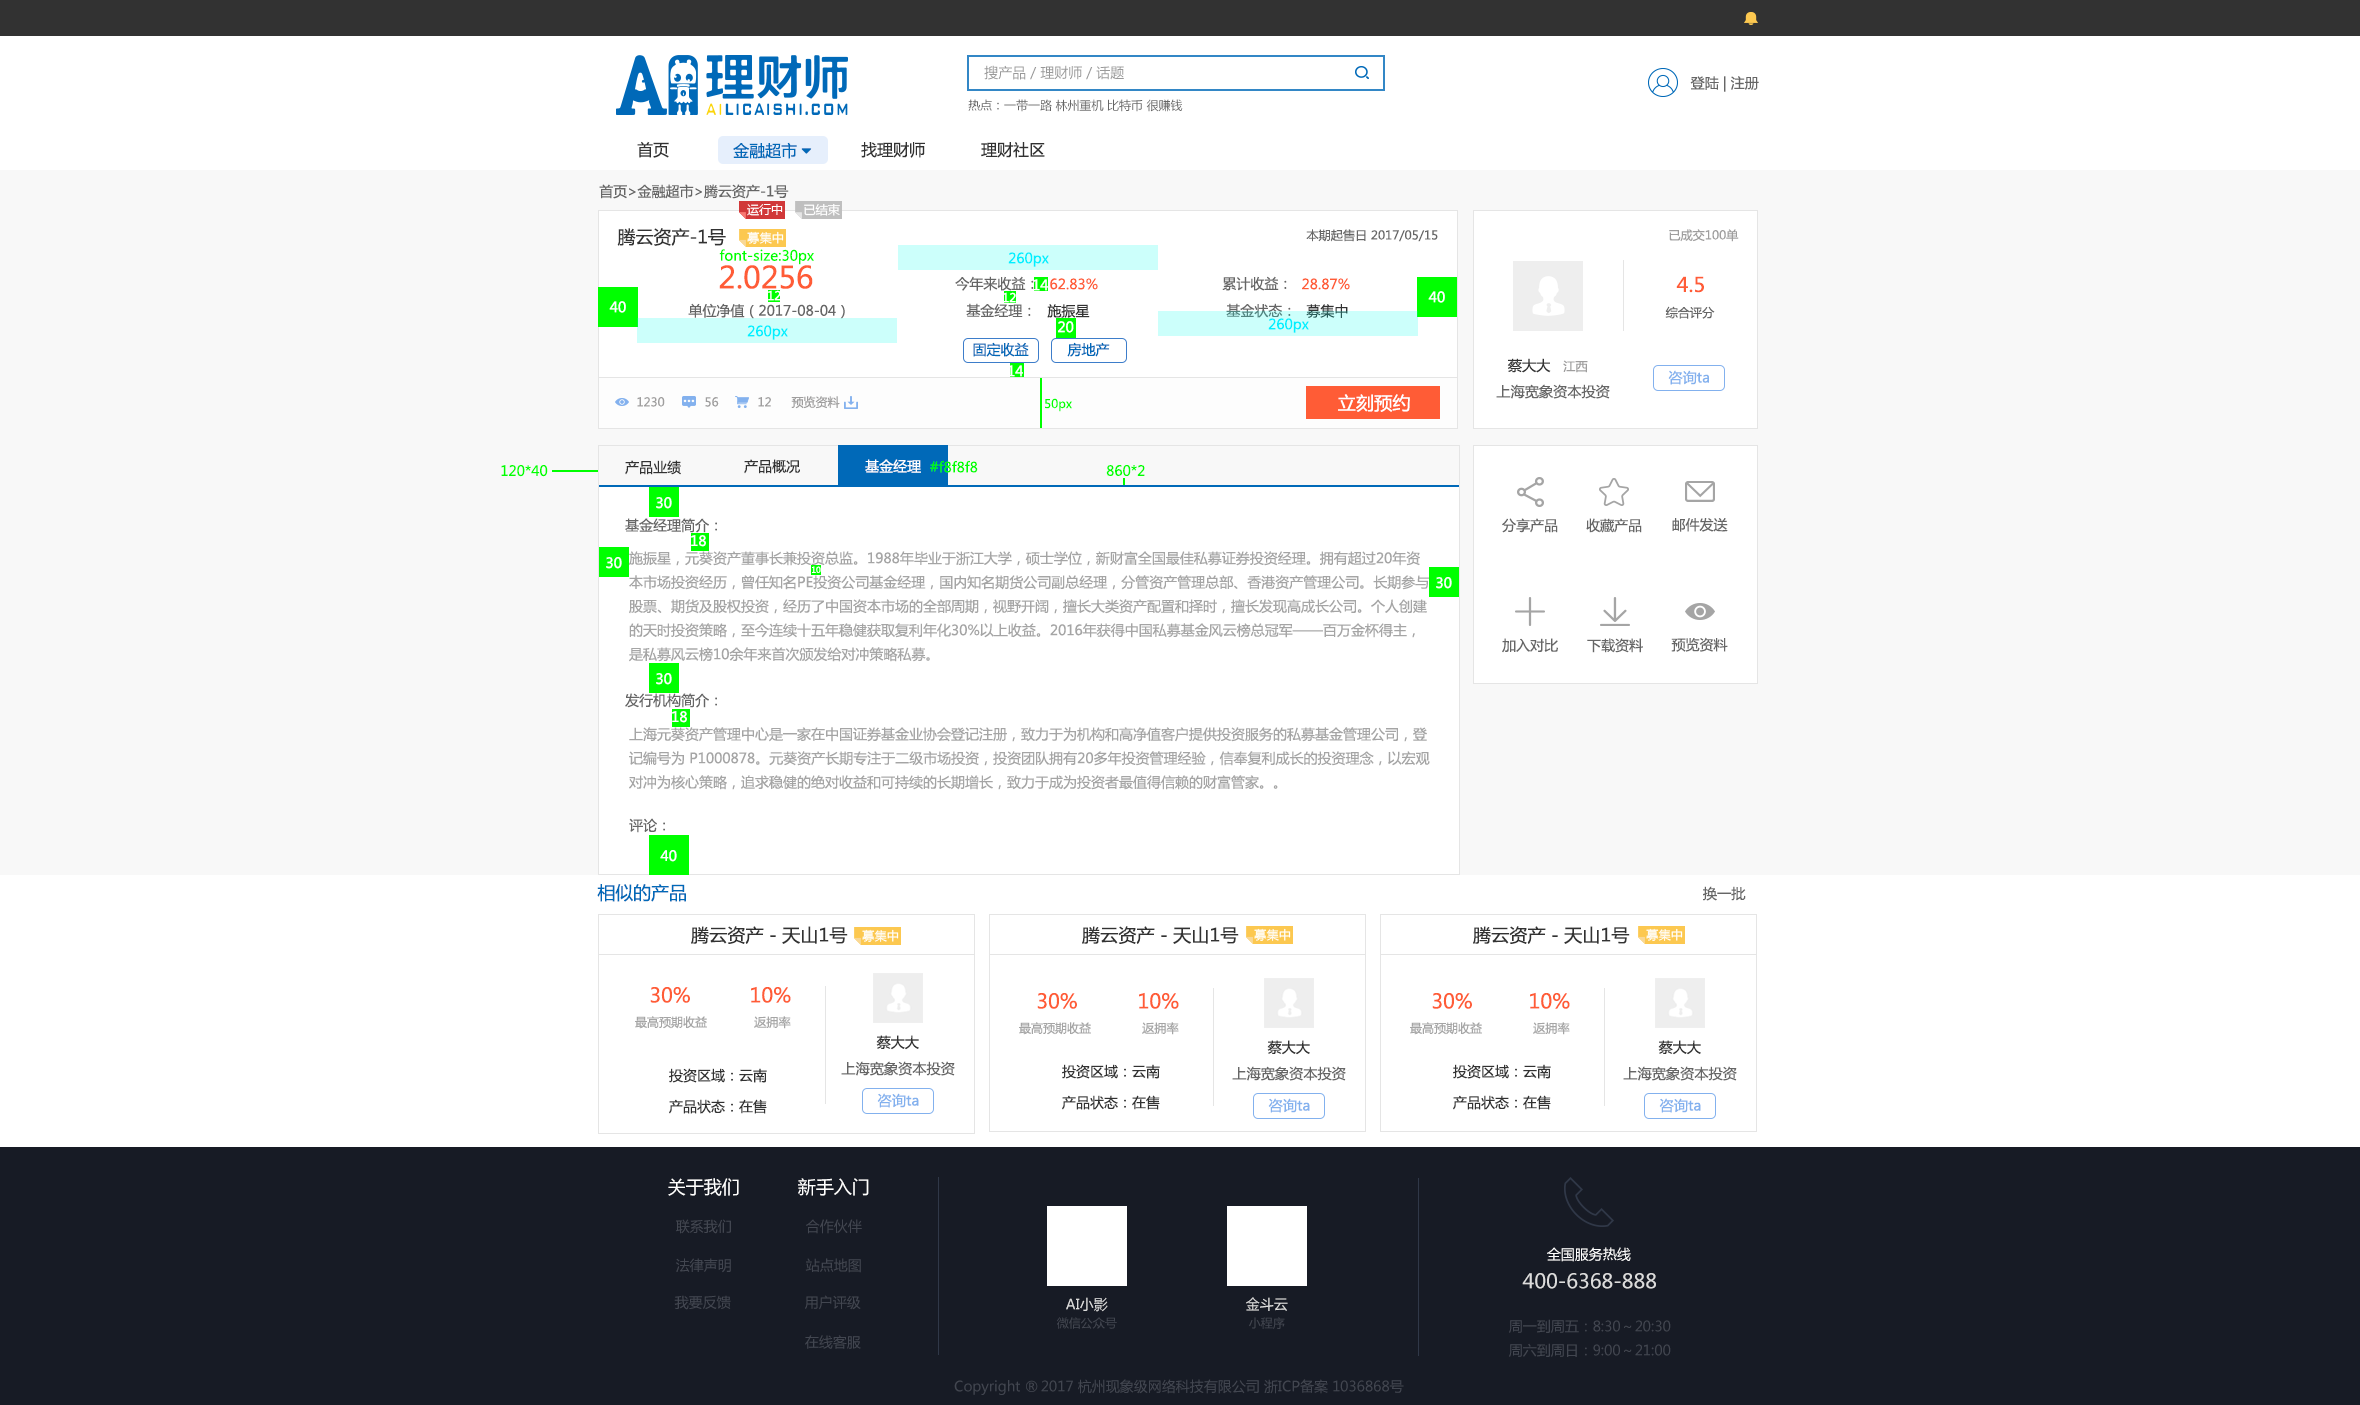 AI理财师
AILICAISHI.COM
搜产品 / 理财师 / 话题
热点：一带一路 林州重机 比特币 很赚钱
登陆 | 注册
首页
金融超市
找理财师
理财社区
首页>金融超市>腾云资产-1号
运行中
已结束
腾云资产-1号
募集中
本期起售日 2017/05/15
font-size:30px
2.0256
12
单位净值（2017-08-04）
260px
40
260px
今年来收益：
14
62.83%
12
基金经理：
施振星
20
固定收益
房地产
14
累计收益：
28.87%
基金状态：
募集中
260px
40
1230
56
12
预览资料
50px
立刻预约
已成交100单
4.5
综合评分
蔡大大
江西
上海宽象资本投资
咨询ta
120*40
产品业绩
产品概况
基金经理
#f8f8f8
860*2
30
基金经理简介：
18
30
施振星，元葵资产董事长兼投资总监。1988年毕业于浙江大学，硕士学位，新财富全国最佳私募证券投资经理。拥有超过20年资
10
本市场投资经历，曾任知名PE投资公司基金经理，国内知名期货公司副总经理，分管资产管理总部、香港资产管理公司。长期参与
30
股票、期货及股权投资，经历了中国资本市场的全部周期，视野开阔，擅长大类资产配置和择时，擅长发现高成长公司。个人创建
的天时投资策略，至今连续十五年稳健获取复利年化30%以上收益。2016年获得中国私募基金风云榜总冠军——百万金杯得主，
是私募风云榜10余年来首次颁发给对冲策略私募。
30
发行机构简介：
18
上海元葵资产管理中心是一家在中国证券基金业协会登记注册，致力于为机构和高净值客户提供投资服务的私募基金管理公司，登
记编号为 P1000878。元葵资产长期专注于二级市场投资，投资团队拥有20多年投资管理经验，信奉复利成长的投资理念，以宏观
对冲为核心策略，追求稳健的绝对收益和可持续的长期增长，致力于成为投资者最值得信赖的财富管家。。
评论：
40
分享产品
收藏产品
邮件发送
加入对比
下载资料
预览资料
相似的产品
换一批
腾云资产 - 天山1号
募集中
30%
最高预期收益
10%
返拥率
投资区域：云南
产品状态：在售
蔡大大
上海宽象资本投资
咨询ta
腾云资产 - 天山1号
募集中
30%
最高预期收益
10%
返拥率
投资区域：云南
产品状态：在售
蔡大大
上海宽象资本投资
咨询ta
腾云资产 - 天山1号
募集中
30%
最高预期收益
10%
返拥率
投资区域：云南
产品状态：在售
蔡大大
上海宽象资本投资
咨询ta
关于我们
联系我们
法律声明
我要反馈
新手入门
合作伙伴
站点地图
用户评级
在线客服
AI小影
微信公众号
金斗云
小程序
全国服务热线
400-6368-888
周一到周五：8:30～20:30
周六到周日：9:00～21:00
Copyright ® 2017 杭州现象级网络科技有限公司 浙ICP备案 1036868号